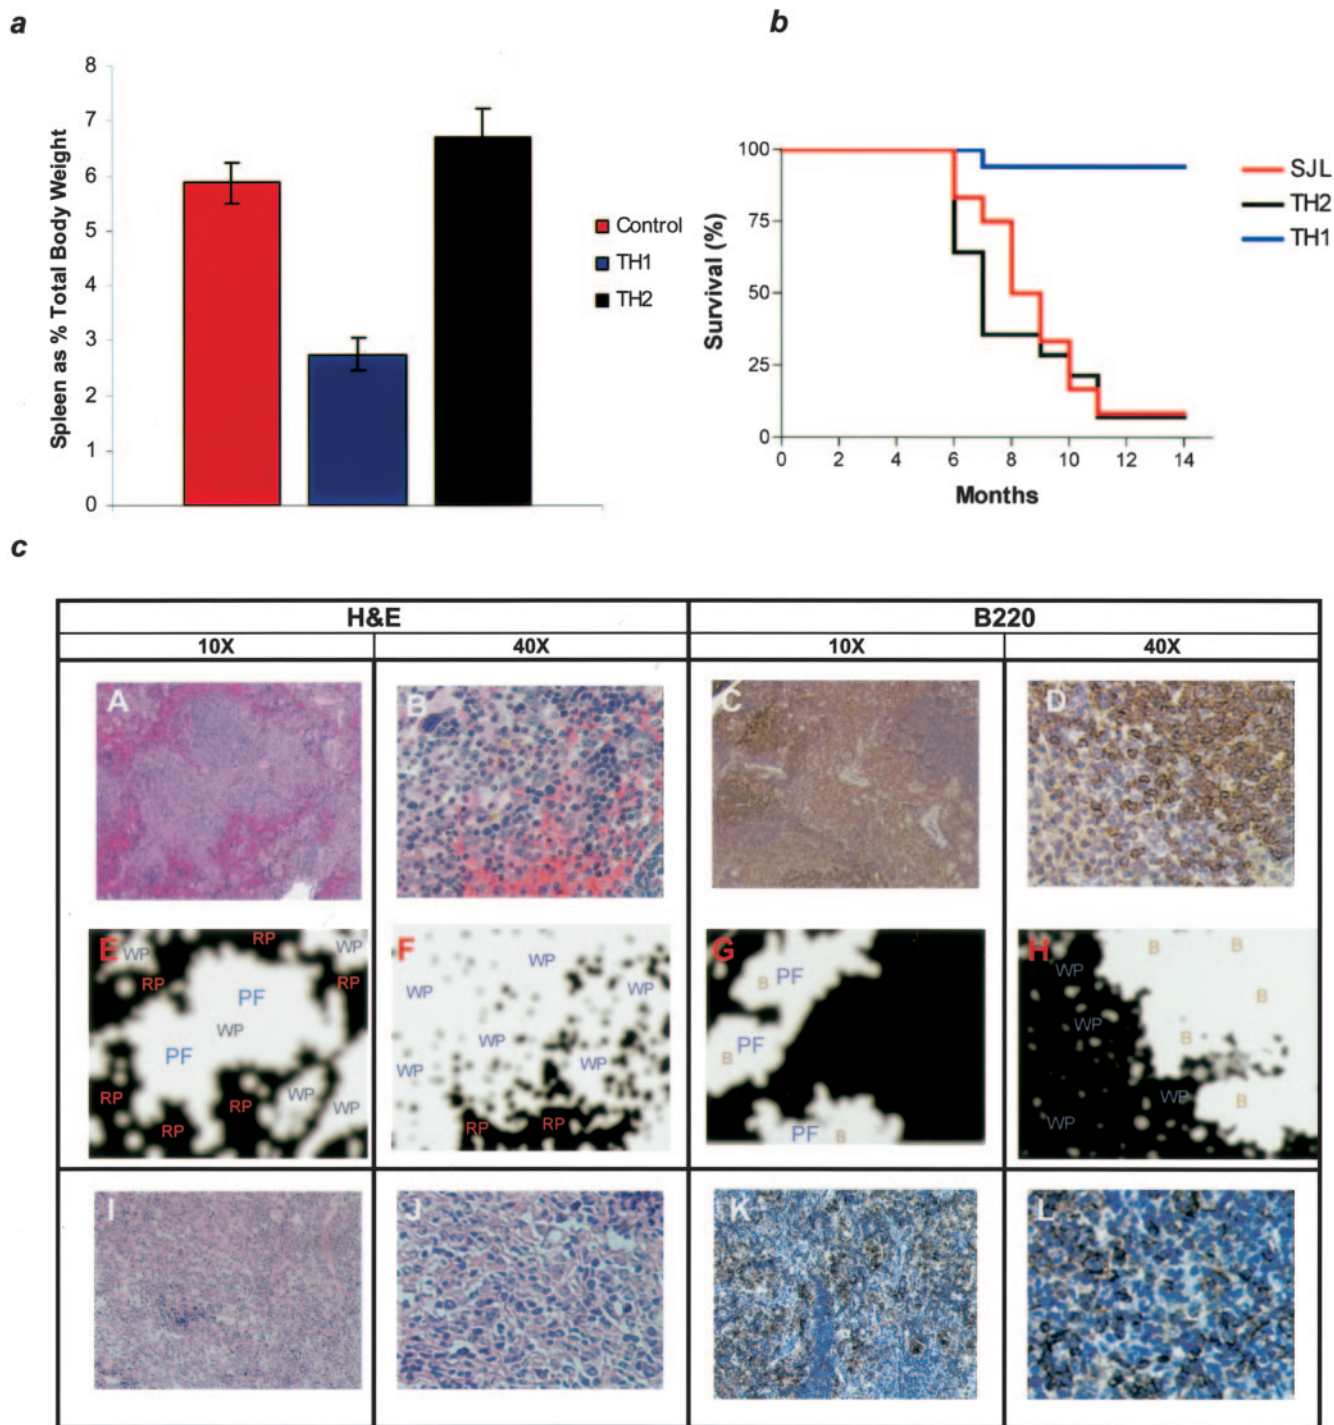 a
Spleen as % Total Body Weight
8
7
6
5
4
3
2
1
0
Control
TH1
TH2
b
Survival (%)
100
75
50
25
0
0 2 4 6 8 10 12 14
Months
SJL
TH2
TH1
c
H&E B220
10X 40X 10X 40X
A B C D
E WP RP WP
RP RP
PF
WP
PF
WP
RP RP WP
RP
F WP
WP WP
WP
WP WP
RP RP
G
B PF
PF
B
PF B
H B B
WP
B
WP
B
WP B
WP
I J K L